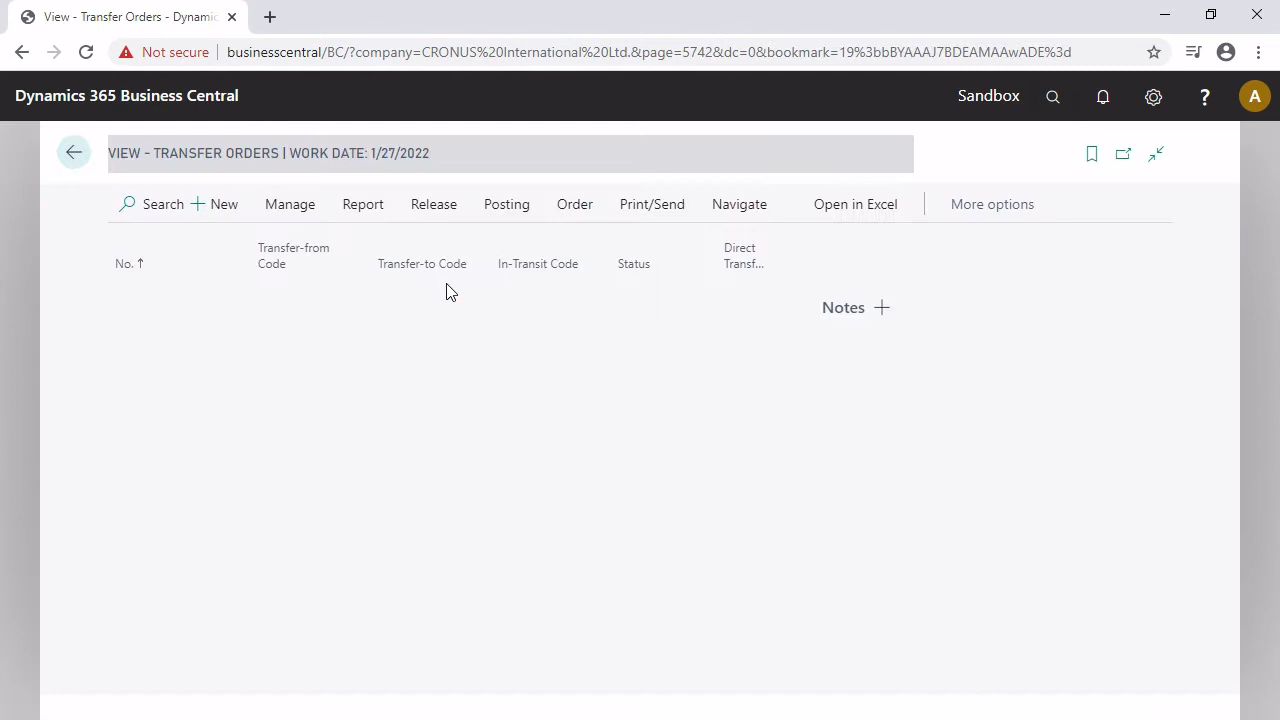 View - Transfer Orders - Dynamic
Not secure
businesscentral/BC/?company=CRONUS%20International%20Ltd.&page=5742&dc=0&bookmark=19%3bbBYAAAJ7BDEAMAAwADE%3d
Dynamics 365 Business Central
Sandbox
?
A
VIEW - TRANSFER ORDERS | WORK DATE: 1/27/2022
Search
New
Manage
Report
Release
Posting
Order
Print/Send
Navigate
Open in Excel
More options
No. ↑
Transfer-from
Code
Transfer-to Code
In-Transit Code
Status
Direct
Transf...
Notes